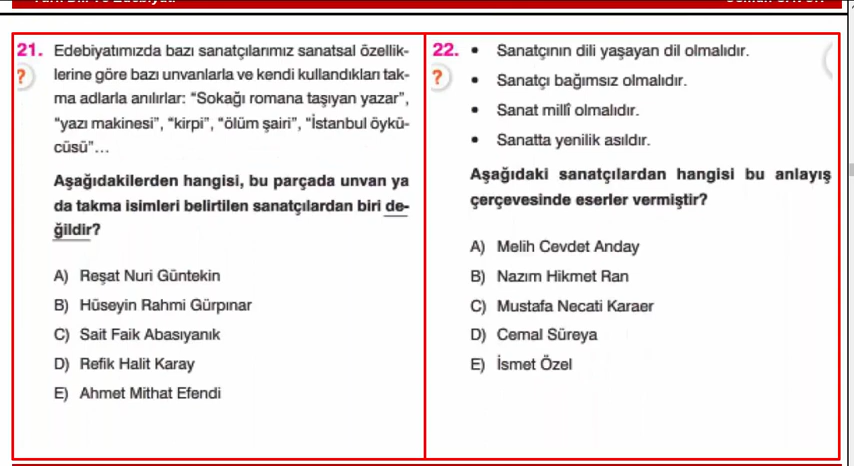 21. Edebiyatımızda bazı sanatçılarımız sanatsal özellik-
? lerine göre bazı unvanlarla ve kendi kullandıkları tak-
ma adlarla anılırlar: “Sokağı romana taşıyan yazar”,
“yazı makinesi”, “kirpi”, “ölüm şairi”, “İstanbul öykü-
cüsü”...
Aşağıdakilerden hangisi, bu parçada unvan ya
da takma isimleri belirtilen sanatçılardan biri de-
ğildir?
A) Reşat Nuri Güntekin
B) Hüseyin Rahmi Gürpınar
C) Sait Faik Abasıyanık
D) Refik Halit Karay
E) Ahmet Mithat Efendi
22. • Sanatçının dili yaşayan dil olmalıdır.
? • Sanatçı bağımsız olmalıdır.
• Sanat millî olmalıdır.
• Sanatta yenilik asıldır.
Aşağıdaki sanatçılardan hangisi bu anlayış
çerçevesinde eserler vermiştir?
A) Melih Cevdet Anday
B) Nazım Hikmet Ran
C) Mustafa Necati Karaer
D) Cemal Süreya
E) İsmet Özel